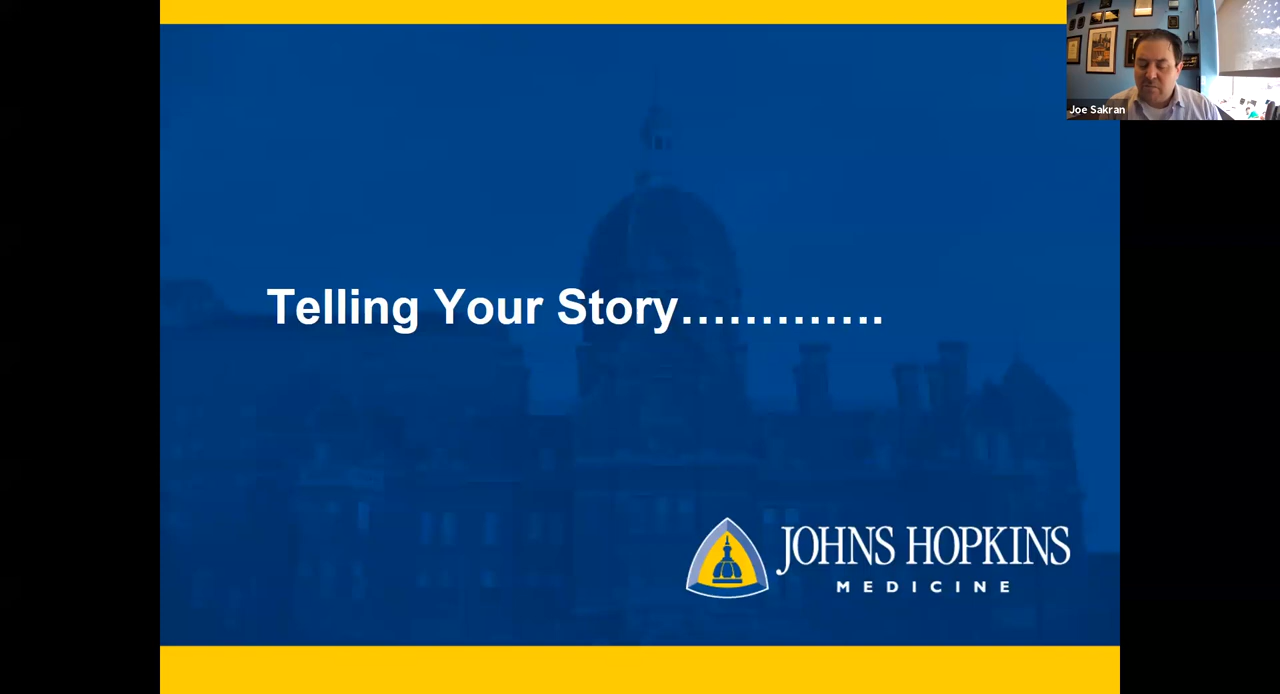 Joe Sakran
Telling Your Story.............
JOHNS HOPKINS
MEDICINE